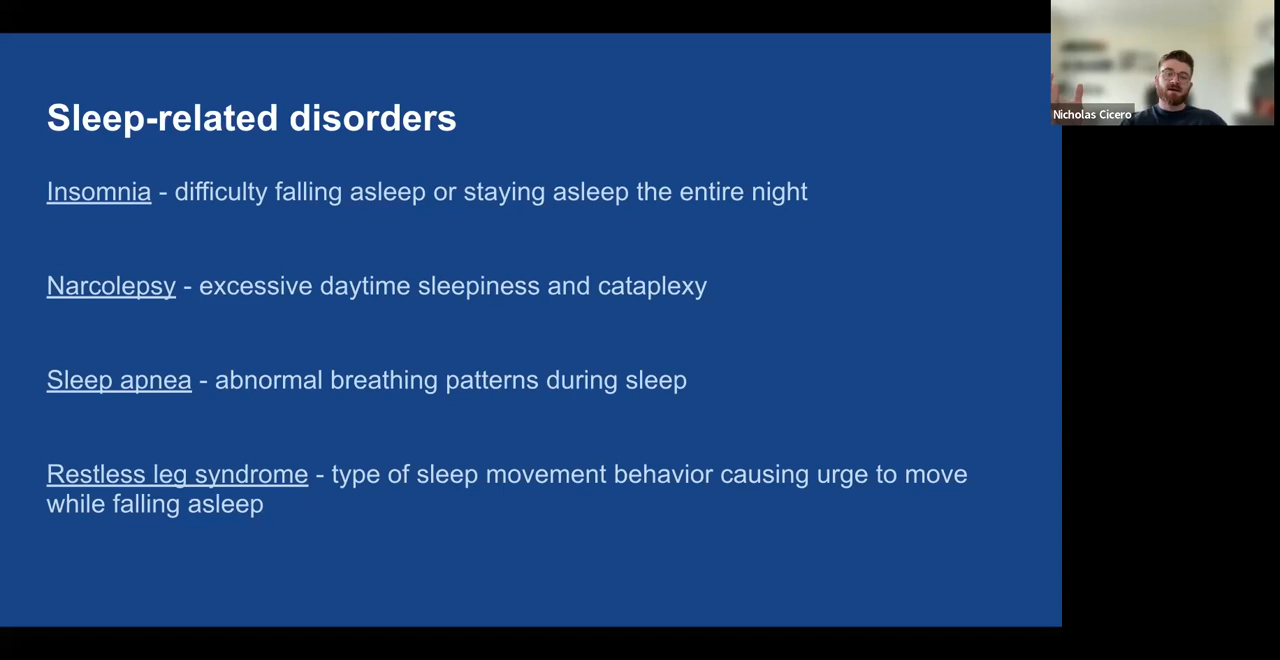 Sleep-related disorders
Insomnia - difficulty falling asleep or staying asleep the entire night
Narcolepsy - excessive daytime sleepiness and cataplexy
Sleep apnea - abnormal breathing patterns during sleep
Restless leg syndrome - type of sleep movement behavior causing urge to move
while falling asleep
Nicholas Cicero